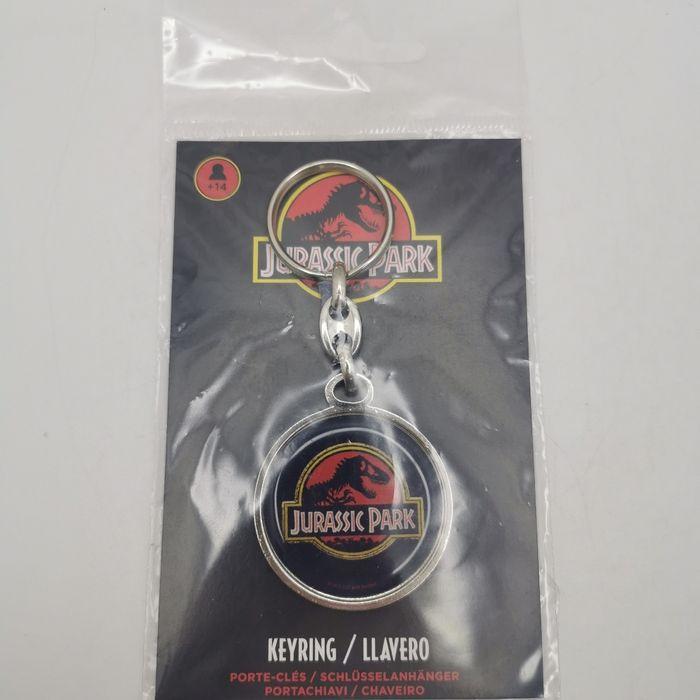 +14
JURASSIC PARK
JURASSIC PARK
KEYRING / LLAVERO
PORTE-CLÉS / SCHLÜSSELANHÄNGER
PORTACHIAVI / CHAVEIRO